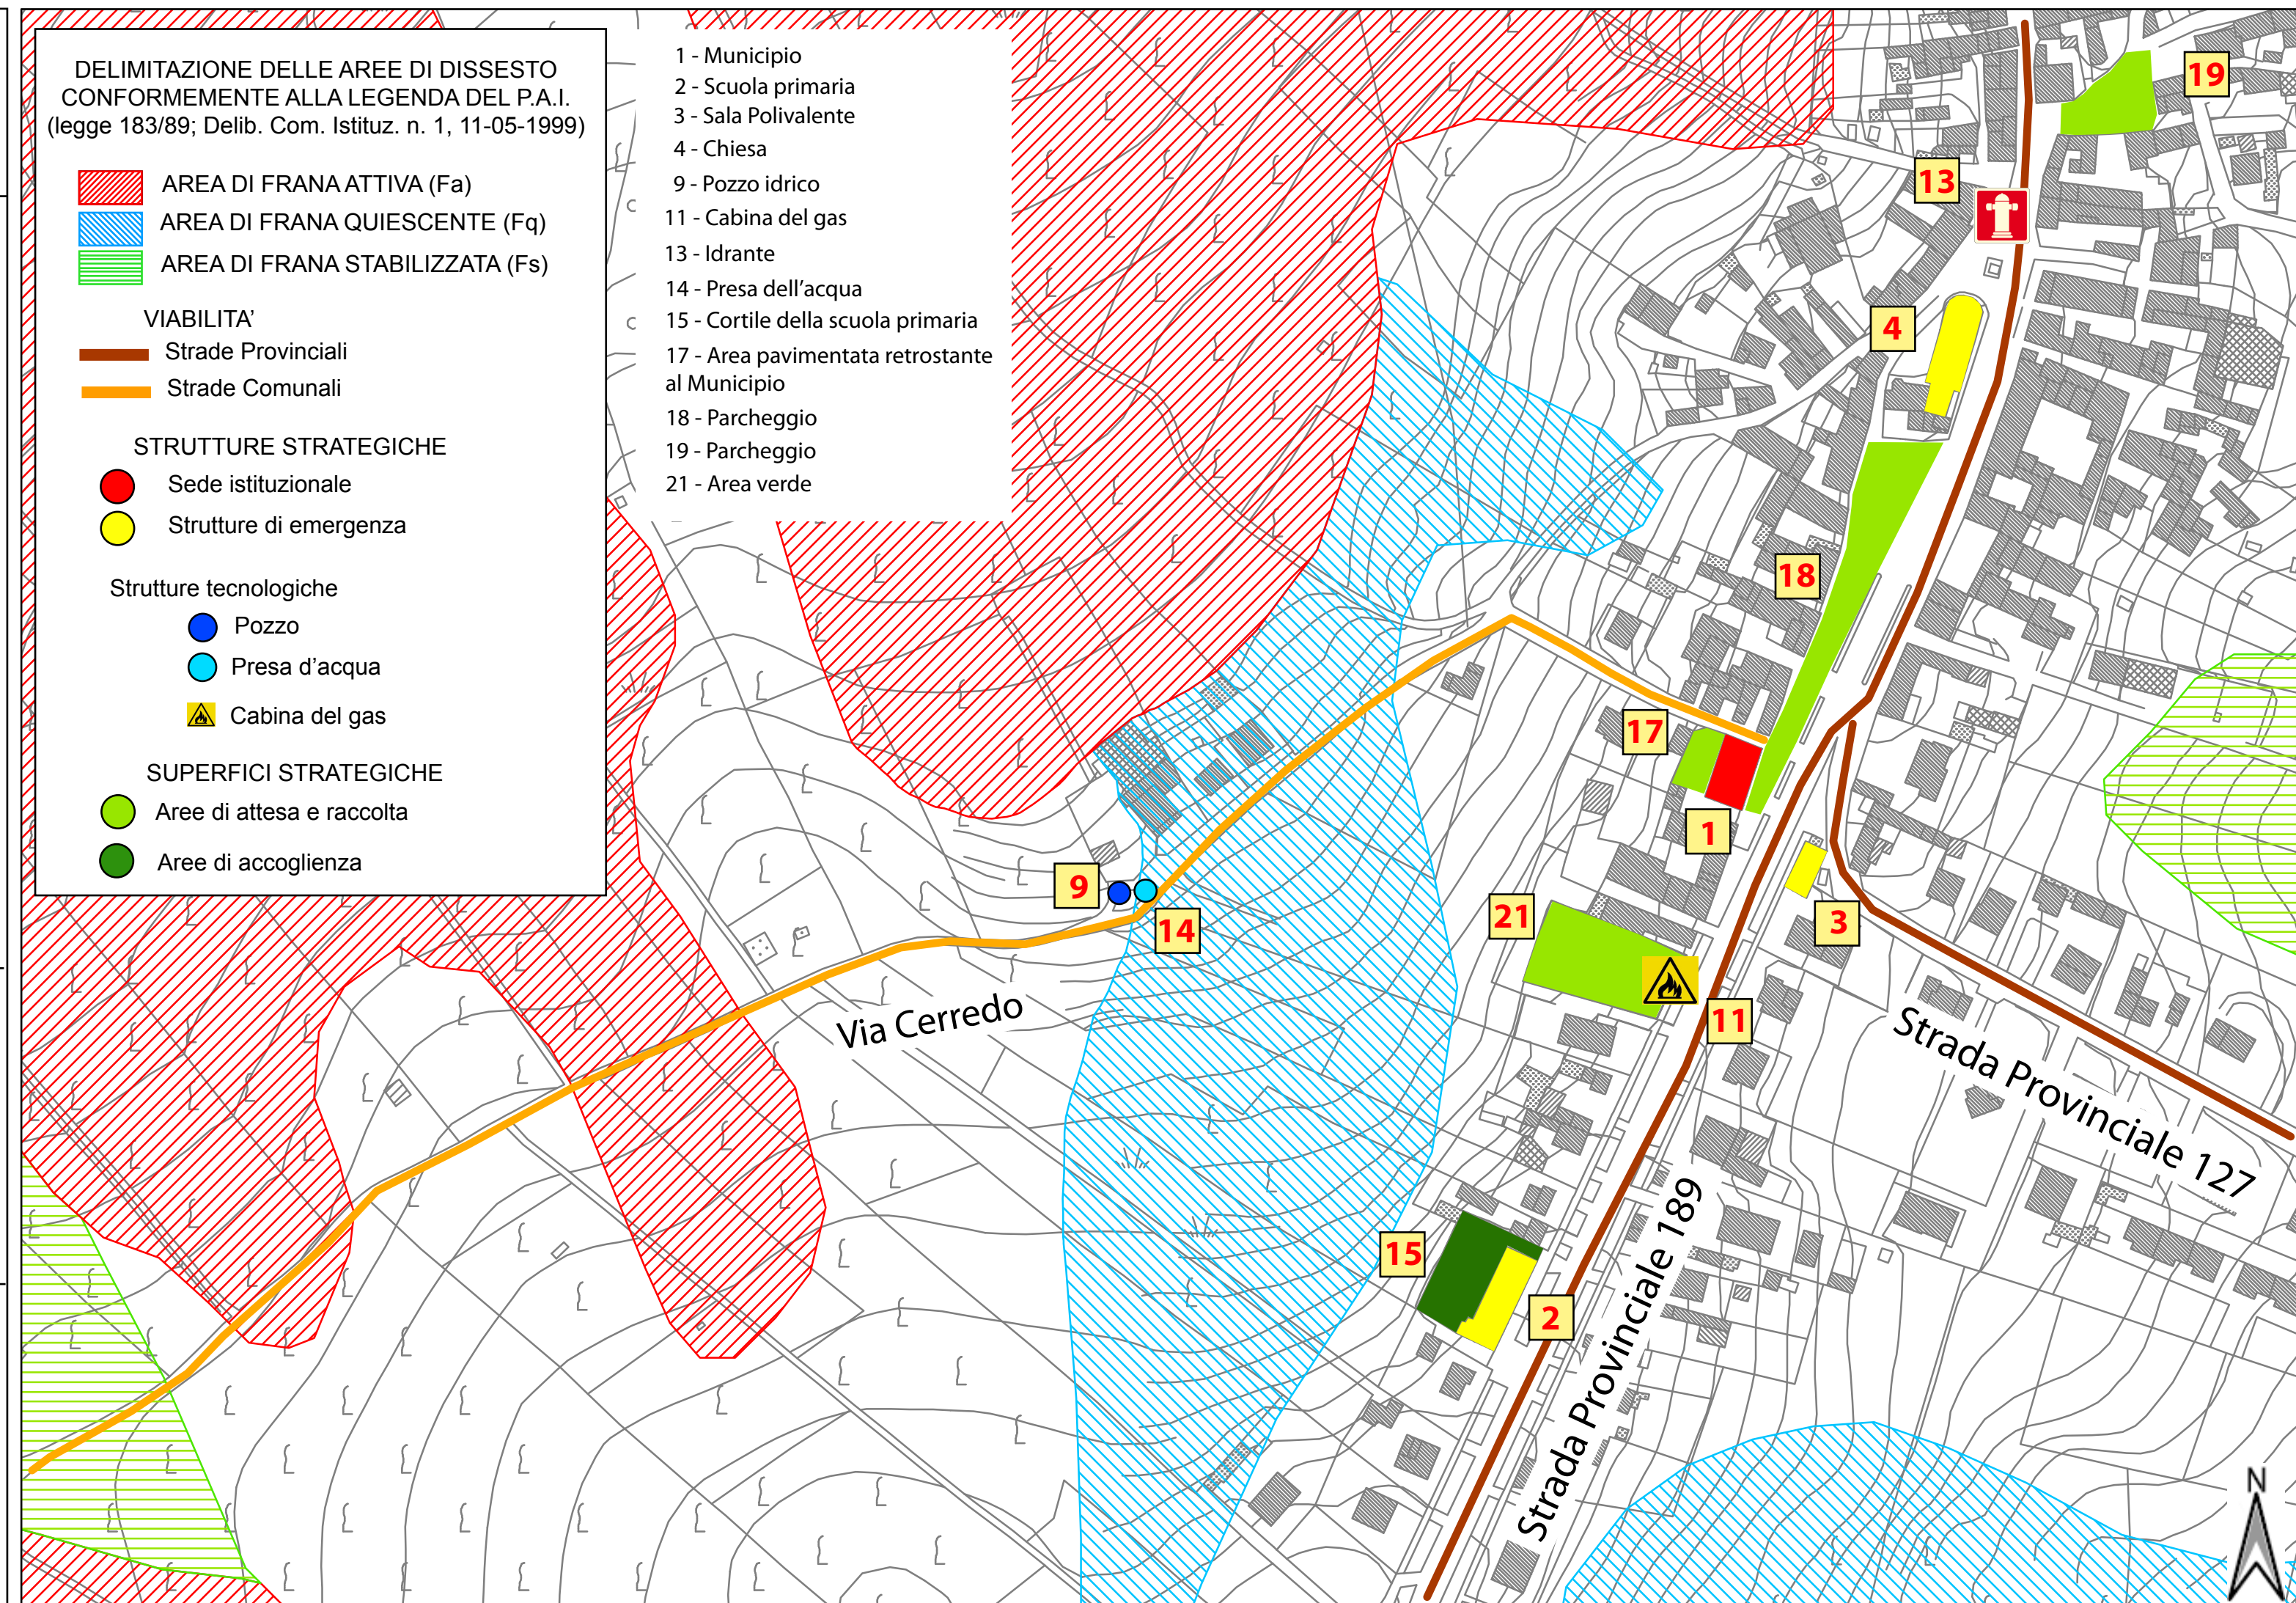 DELIMITAZIONE DELLE AREE DI DISSESTO
CONFORMEMENTE ALLA LEGENDA DEL P.A.I.
(legge 183/89; Delib. Com. Istituz. n. 1, 11-05-1999)
AREA DI FRANA ATTIVA (Fa)
AREA DI FRANA QUIESCENTE (Fq)
AREA DI FRANA STABILIZZATA (Fs)
VIABILITA'
Strade Provinciali
Strade Comunali
STRUTTURE STRATEGICHE
Sede istituzionale
Strutture di emergenza
Strutture tecnologiche
Pozzo
Presa d'acqua
Cabina del gas
SUPERFICI STRATEGICHE
Aree di attesa e raccolta
Aree di accoglienza
1 - Municipio
2 - Scuola primaria
3 - Sala Polivalente
4 - Chiesa
9 - Pozzo idrico
11 - Cabina del gas
13 - Idrante
14 - Presa dell'acqua
15 - Cortile della scuola primaria
17 - Area pavimentata retrostante
al Municipio
18 - Parcheggio
19 - Parcheggio
21 - Area verde
19
13
4
18
17
1
9
14
21
3
11
15
2
Via Cerredo
Strada Provinciale 127
Strada Provinciale 189
N